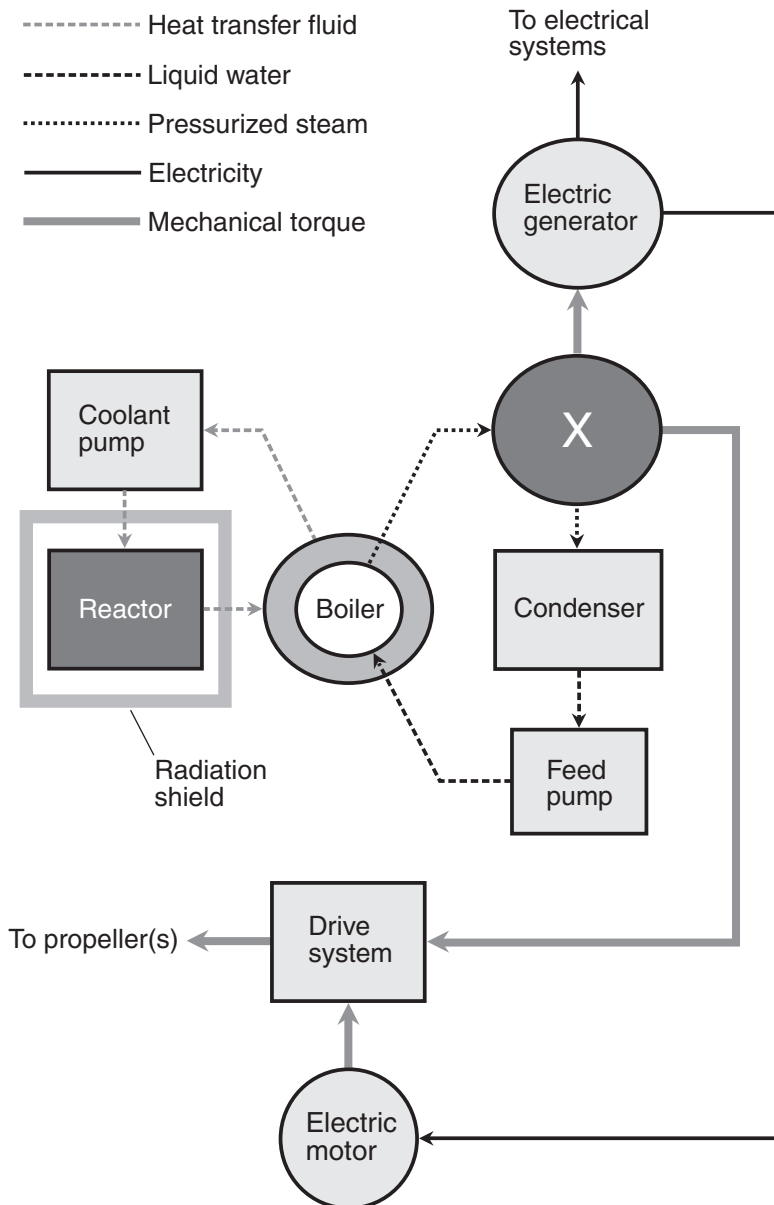 Heat transfer fluid
Liquid water
Pressurized steam
Electricity
Mechanical torque
To electrical
systems
Electric
generator
X
Coolant
pump
Reactor
Boiler
Condenser
Radiation
shield
Feed
pump
To propeller(s)
Drive
system
Electric
motor